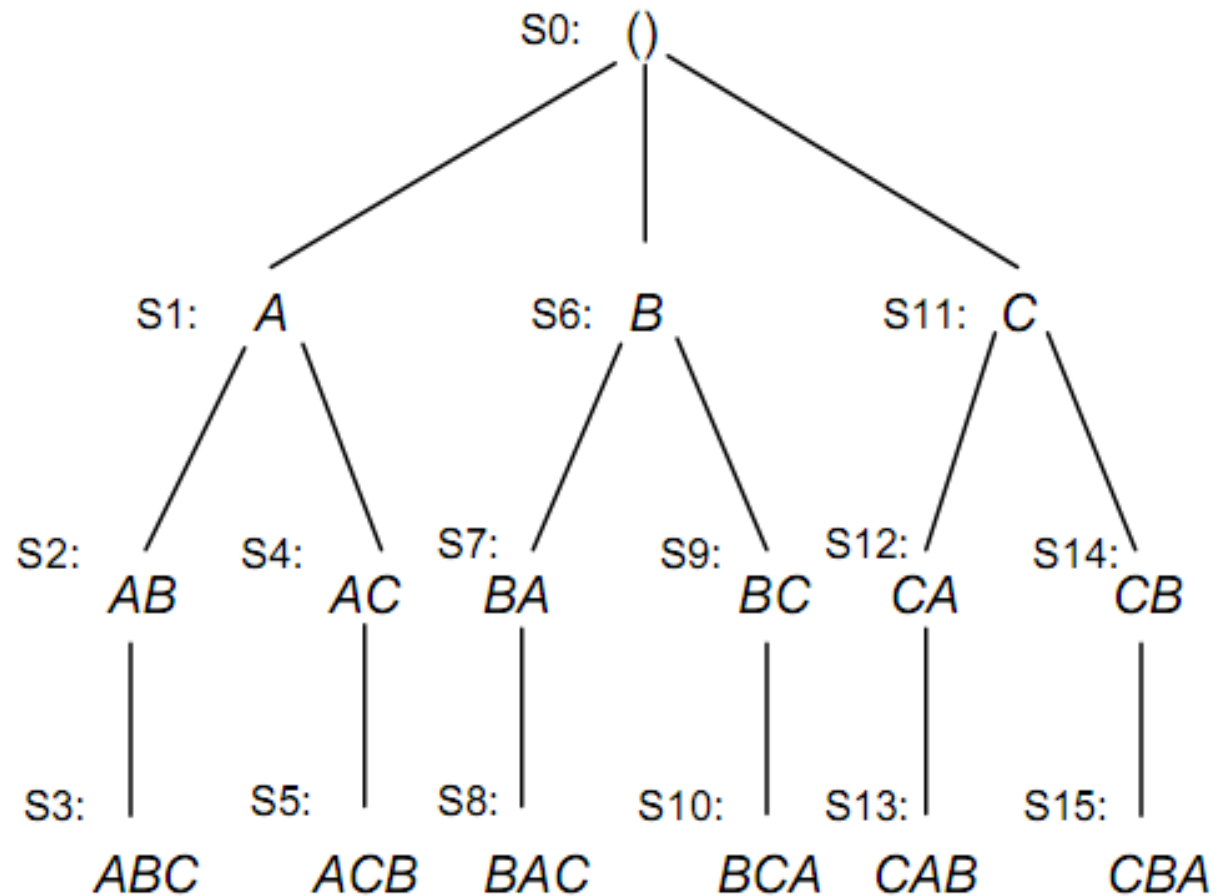 S0: ()
S1: A S6: B S11: C
S2: S4: S7: S9: S12: S14:
AB AC BA BC CA CB
S3: S5: S8: S10: S13: S15:
ABC ACB BAC BCA CAB CBA